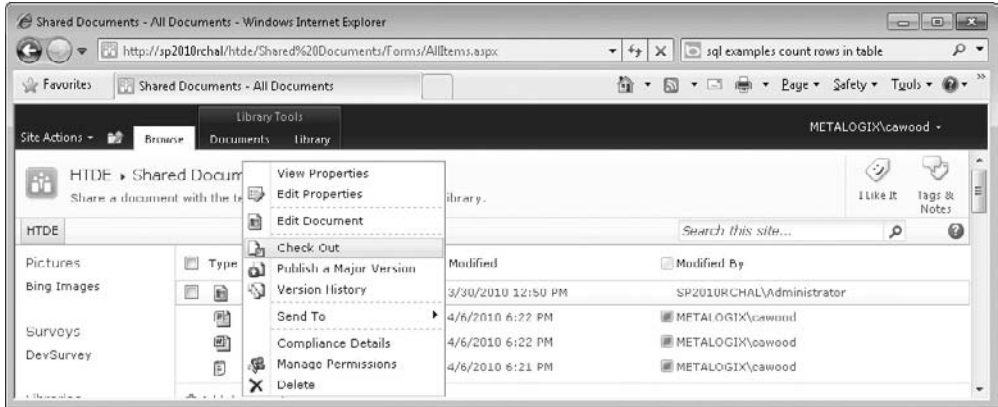 Shared Documents - All Documents - Windows Internet Explorer
http://sp2010rchal/htde/Shared%20Documents/Forms/AllItems.aspx
sql examples count rows in table
Favorites
Shared Documents - All Documents
Page
Safety
Tools
Library Tools
Site Actions
Browse
Documents
Library
METALOGIX\cawood
HTDE
Shared Docum
Share a document with the te
ibrary.
I Like It
Tags &
Notes
HTDE
Search this site...
View Properties
Edit Properties
Edit Document
Check Out
Publish a Major Version
Version History
Send To
Compliance Details
Manage Permissions
Delete
Pictures
Bing Images
Surveys
DevSurvey
Libraries
Type
Modified
Modified By
3/30/2010 12:50 PM
SP2010RCHAL\Administrator
4/6/2010 6:22 PM
METALOGIX\cawood
4/6/2010 6:22 PM
METALOGIX\cawood
4/6/2010 6:21 PM
METALOGIX\cawood